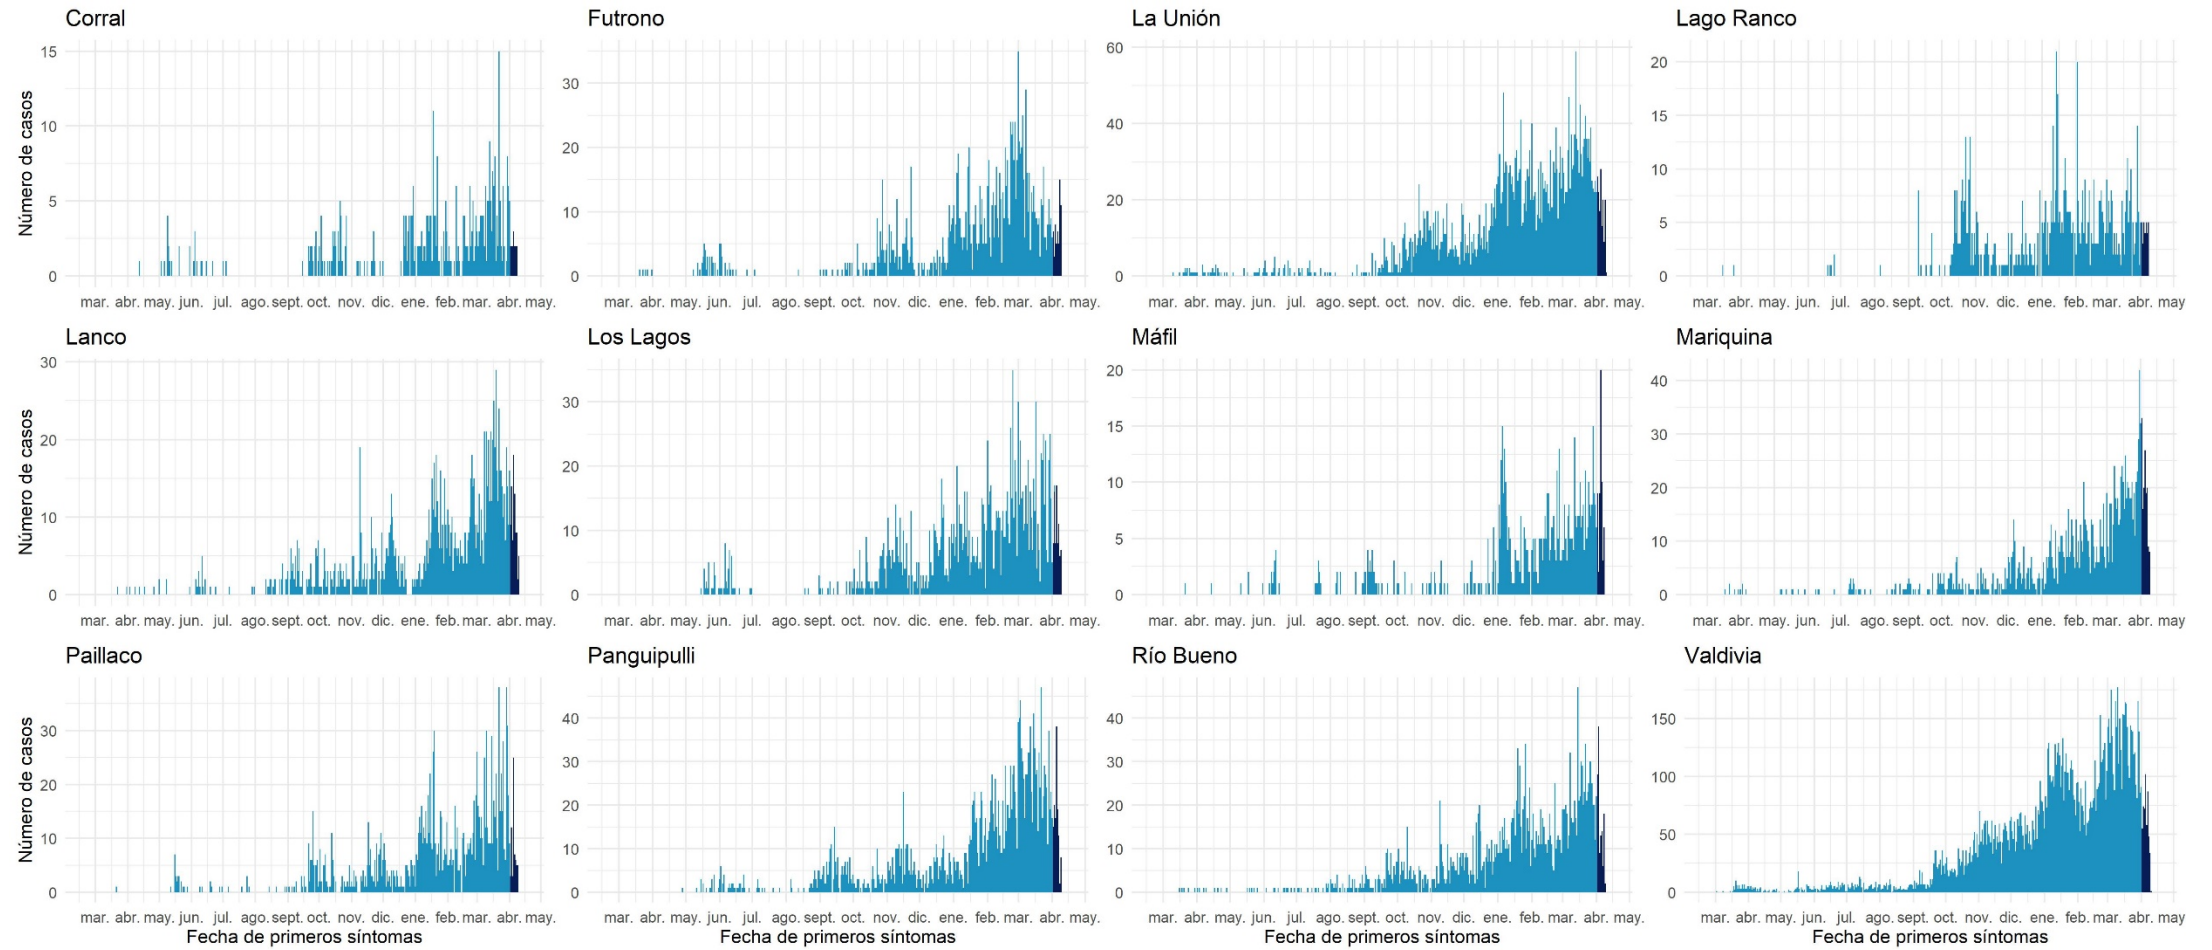 Corral
Futrono
La Unión
Lago Ranco
Número de casos
15
10
5
0
30
20
10
0
60
40
20
0
20
15
10
5
0
mar. abr. may. jun. jul. ago. sept. oct. nov. dic. ene. feb. mar. abr. may.
mar. abr. may. jun. jul. ago. sept. oct. nov. dic. ene. feb. mar. abr. may.
mar. abr. may. jun. jul. ago. sept. oct. nov. dic. ene. feb. mar. abr. may.
mar. abr. may. jun. jul. ago. sept. oct. nov. dic. ene. feb. mar. abr. may
Lanco
Los Lagos
Máfil
Mariquina
Número de casos
30
20
10
0
30
20
10
0
20
15
10
5
0
40
30
20
10
0
mar. abr. may. jun. jul. ago. sept. oct. nov. dic. ene. feb. mar. abr. may.
mar. abr. may. jun. jul. ago. sept. oct. nov. dic. ene. feb. mar. abr. may.
mar. abr. may. jun. jul. ago. sept. oct. nov. dic. ene. feb. mar. abr. may.
mar. abr. may. jun. jul. ago. sept. oct. nov. dic. ene. feb. mar. abr. may
Paillaco
Panguipulli
Río Bueno
Valdivia
Número de casos
30
20
10
0
40
30
20
10
0
40
30
20
10
0
150
100
50
0
mar. abr. may. jun. jul. ago. sept. oct. nov. dic. ene. feb. mar. abr. may.
mar. abr. may. jun. jul. ago. sept. oct. nov. dic. ene. feb. mar. abr. may.
mar. abr. may. jun. jul. ago. sept. oct. nov. dic. ene. feb. mar. abr. may.
mar. abr. may. jun. jul. ago. sept. oct. nov. dic. ene. feb. mar. abr. may
Fecha de primeros síntomas
Fecha de primeros síntomas
Fecha de primeros síntomas
Fecha de primeros síntomas